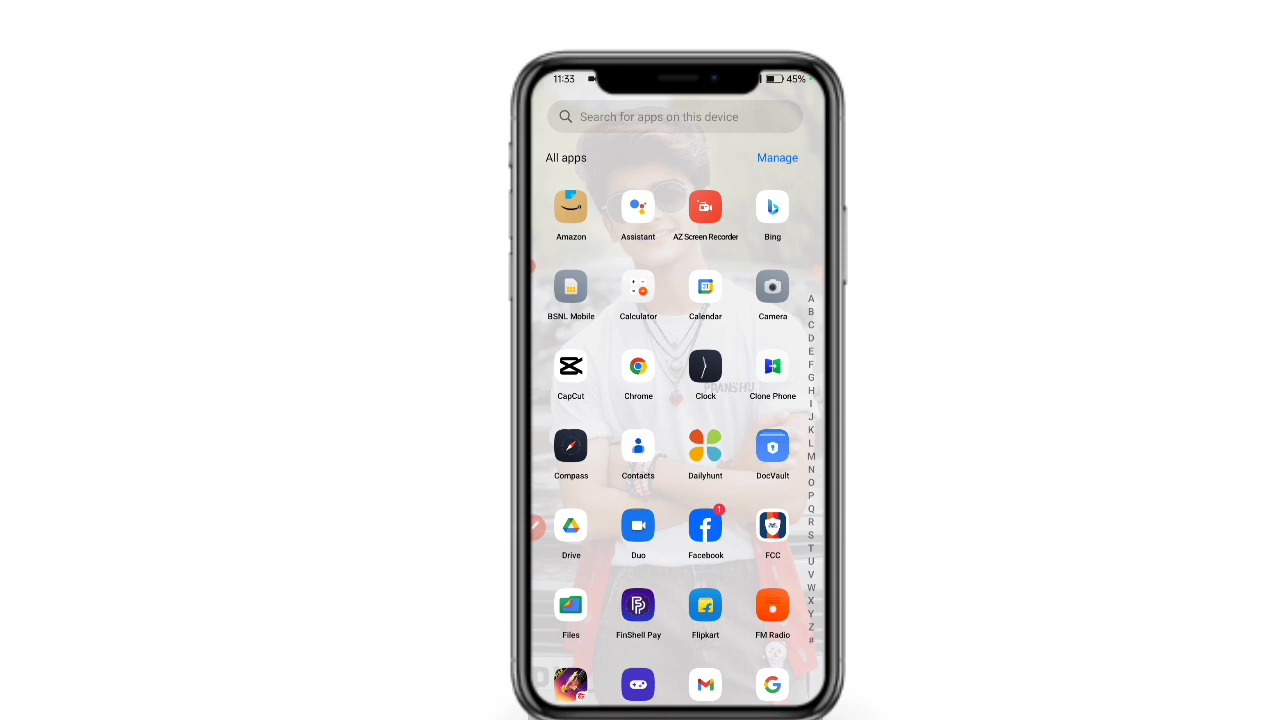 11:33 45%
Search for apps on this device
All apps Manage
Amazon Assistant AZ Screen Recorder Bing
BSNL Mobile Calculator Calendar Camera
CapCut Chrome Clock Clone Phone
PRANSHU
Compass Contacts Dailyhunt DocVault
1
Drive Duo Facebook FCC
Files FinShell Pay Flipkart FM Radio
A
B
C
D
E
F
G
H
I
J
K
L
M
N
O
P
Q
R
S
T
U
V
W
X
Y
Z
#